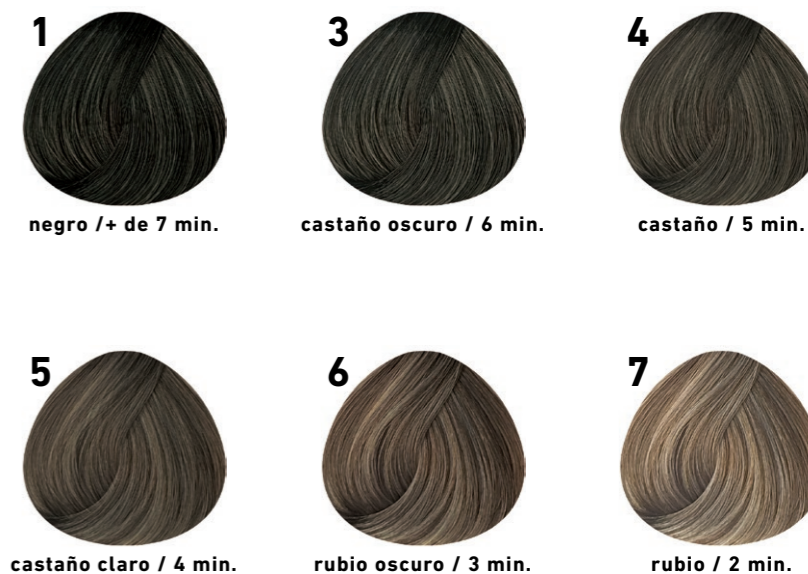 1
3
4
negro /+ de 7 min.
castaño oscuro / 6 min.
castaño / 5 min.
5
6
7
castaño claro / 4 min.
rubio oscuro / 3 min.
rubio / 2 min.